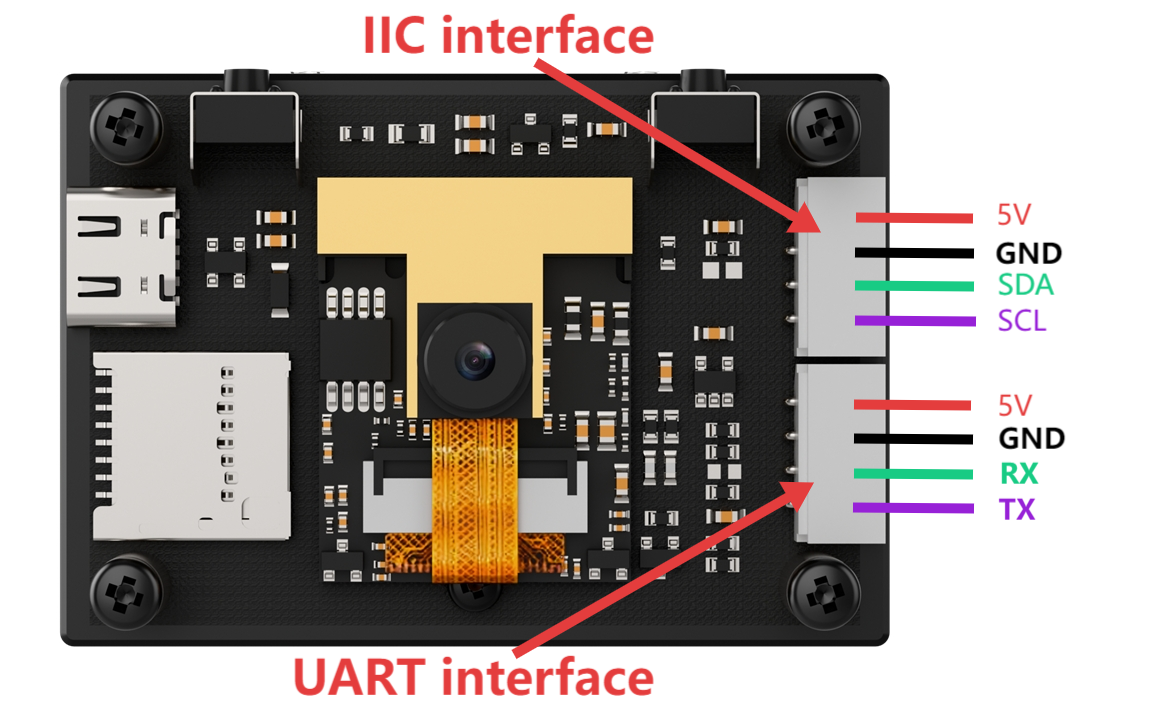 IIC interface
5V
GND
SDA
SCL
5V
GND
RX
TX
UART interface